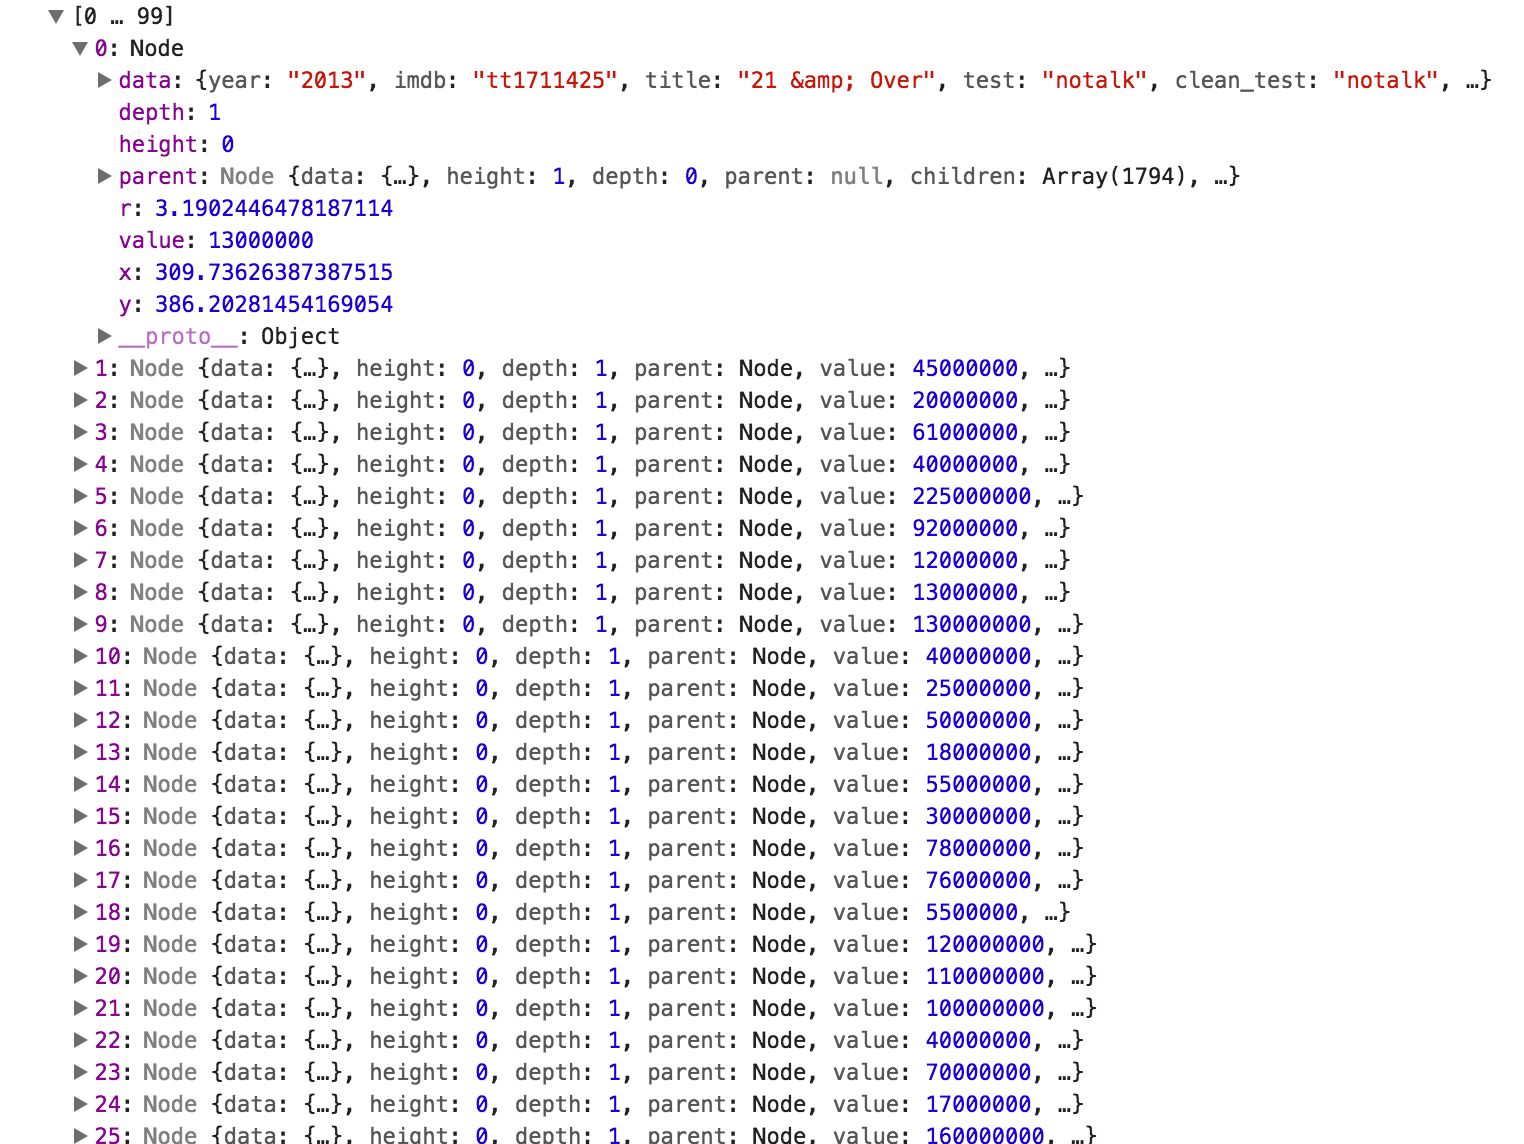 [0 … 99]
0: Node
data: {year: "2013", imdb: "tt1711425", title: "21 &amp; Over", test: "notalk", clean_test: "notalk", …}
depth: 1
height: 0
parent: Node {data: {…}, height: 1, depth: 0, parent: null, children: Array(1794), …}
r: 3.1902446478187114
value: 13000000
x: 309.73626387387515
y: 386.20281454169054
__proto__: Object
1: Node {data: {…}, height: 0, depth: 1, parent: Node, value: 45000000, …}
2: Node {data: {…}, height: 0, depth: 1, parent: Node, value: 20000000, …}
3: Node {data: {…}, height: 0, depth: 1, parent: Node, value: 61000000, …}
4: Node {data: {…}, height: 0, depth: 1, parent: Node, value: 40000000, …}
5: Node {data: {…}, height: 0, depth: 1, parent: Node, value: 225000000, …}
6: Node {data: {…}, height: 0, depth: 1, parent: Node, value: 92000000, …}
7: Node {data: {…}, height: 0, depth: 1, parent: Node, value: 12000000, …}
8: Node {data: {…}, height: 0, depth: 1, parent: Node, value: 13000000, …}
9: Node {data: {…}, height: 0, depth: 1, parent: Node, value: 130000000, …}
10: Node {data: {…}, height: 0, depth: 1, parent: Node, value: 40000000, …}
11: Node {data: {…}, height: 0, depth: 1, parent: Node, value: 25000000, …}
12: Node {data: {…}, height: 0, depth: 1, parent: Node, value: 50000000, …}
13: Node {data: {…}, height: 0, depth: 1, parent: Node, value: 18000000, …}
14: Node {data: {…}, height: 0, depth: 1, parent: Node, value: 55000000, …}
15: Node {data: {…}, height: 0, depth: 1, parent: Node, value: 30000000, …}
16: Node {data: {…}, height: 0, depth: 1, parent: Node, value: 78000000, …}
17: Node {data: {…}, height: 0, depth: 1, parent: Node, value: 76000000, …}
18: Node {data: {…}, height: 0, depth: 1, parent: Node, value: 5500000, …}
19: Node {data: {…}, height: 0, depth: 1, parent: Node, value: 120000000, …}
20: Node {data: {…}, height: 0, depth: 1, parent: Node, value: 110000000, …}
21: Node {data: {…}, height: 0, depth: 1, parent: Node, value: 100000000, …}
22: Node {data: {…}, height: 0, depth: 1, parent: Node, value: 40000000, …}
23: Node {data: {…}, height: 0, depth: 1, parent: Node, value: 70000000, …}
24: Node {data: {…}, height: 0, depth: 1, parent: Node, value: 17000000, …}
25: Node {data: {…}, height: 0, depth: 1, parent: Node, value: 160000000, …}